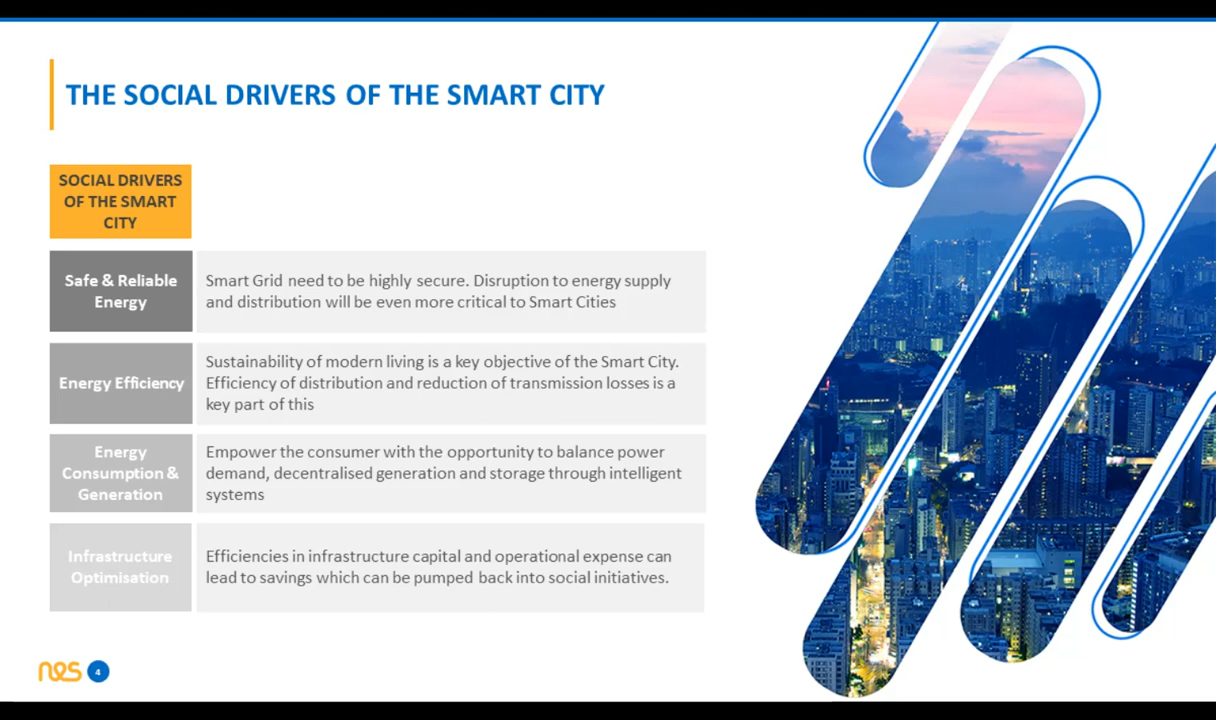 THE SOCIAL DRIVERS OF THE SMART CITY
SOCIAL DRIVERS
OF THE SMART
CITY
Safe & Reliable
Energy
Smart Grid need to be highly secure. Disruption to energy supply
and distribution will be even more critical to Smart Cities
Energy Efficiency
Sustainability of modern living is a key objective of the Smart City.
Efficiency of distribution and reduction of transmission losses is a
key part of this
Energy
Consumption &
Generation
Empower the consumer with the opportunity to balance power
demand, decentralised generation and storage through intelligent
systems
Infrastructure
Optimisation
Efficiencies in infrastructure capital and operational expense can
lead to savings which can be pumped back into social initiatives.
nes 4